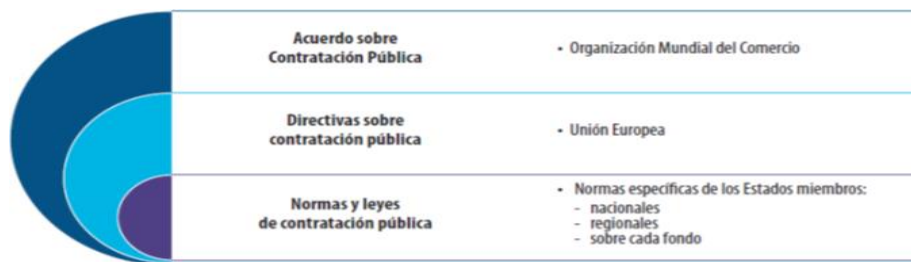 Acuerdo sobre
Contratación Pública
• Organización Mundial del Comercio
Directivas sobre
contratación pública
• Unión Europea
Normas y leyes
de contratación pública
• Normas específicas de los Estados miembros:
- nacionales
- regionales
- sobre cada fondo